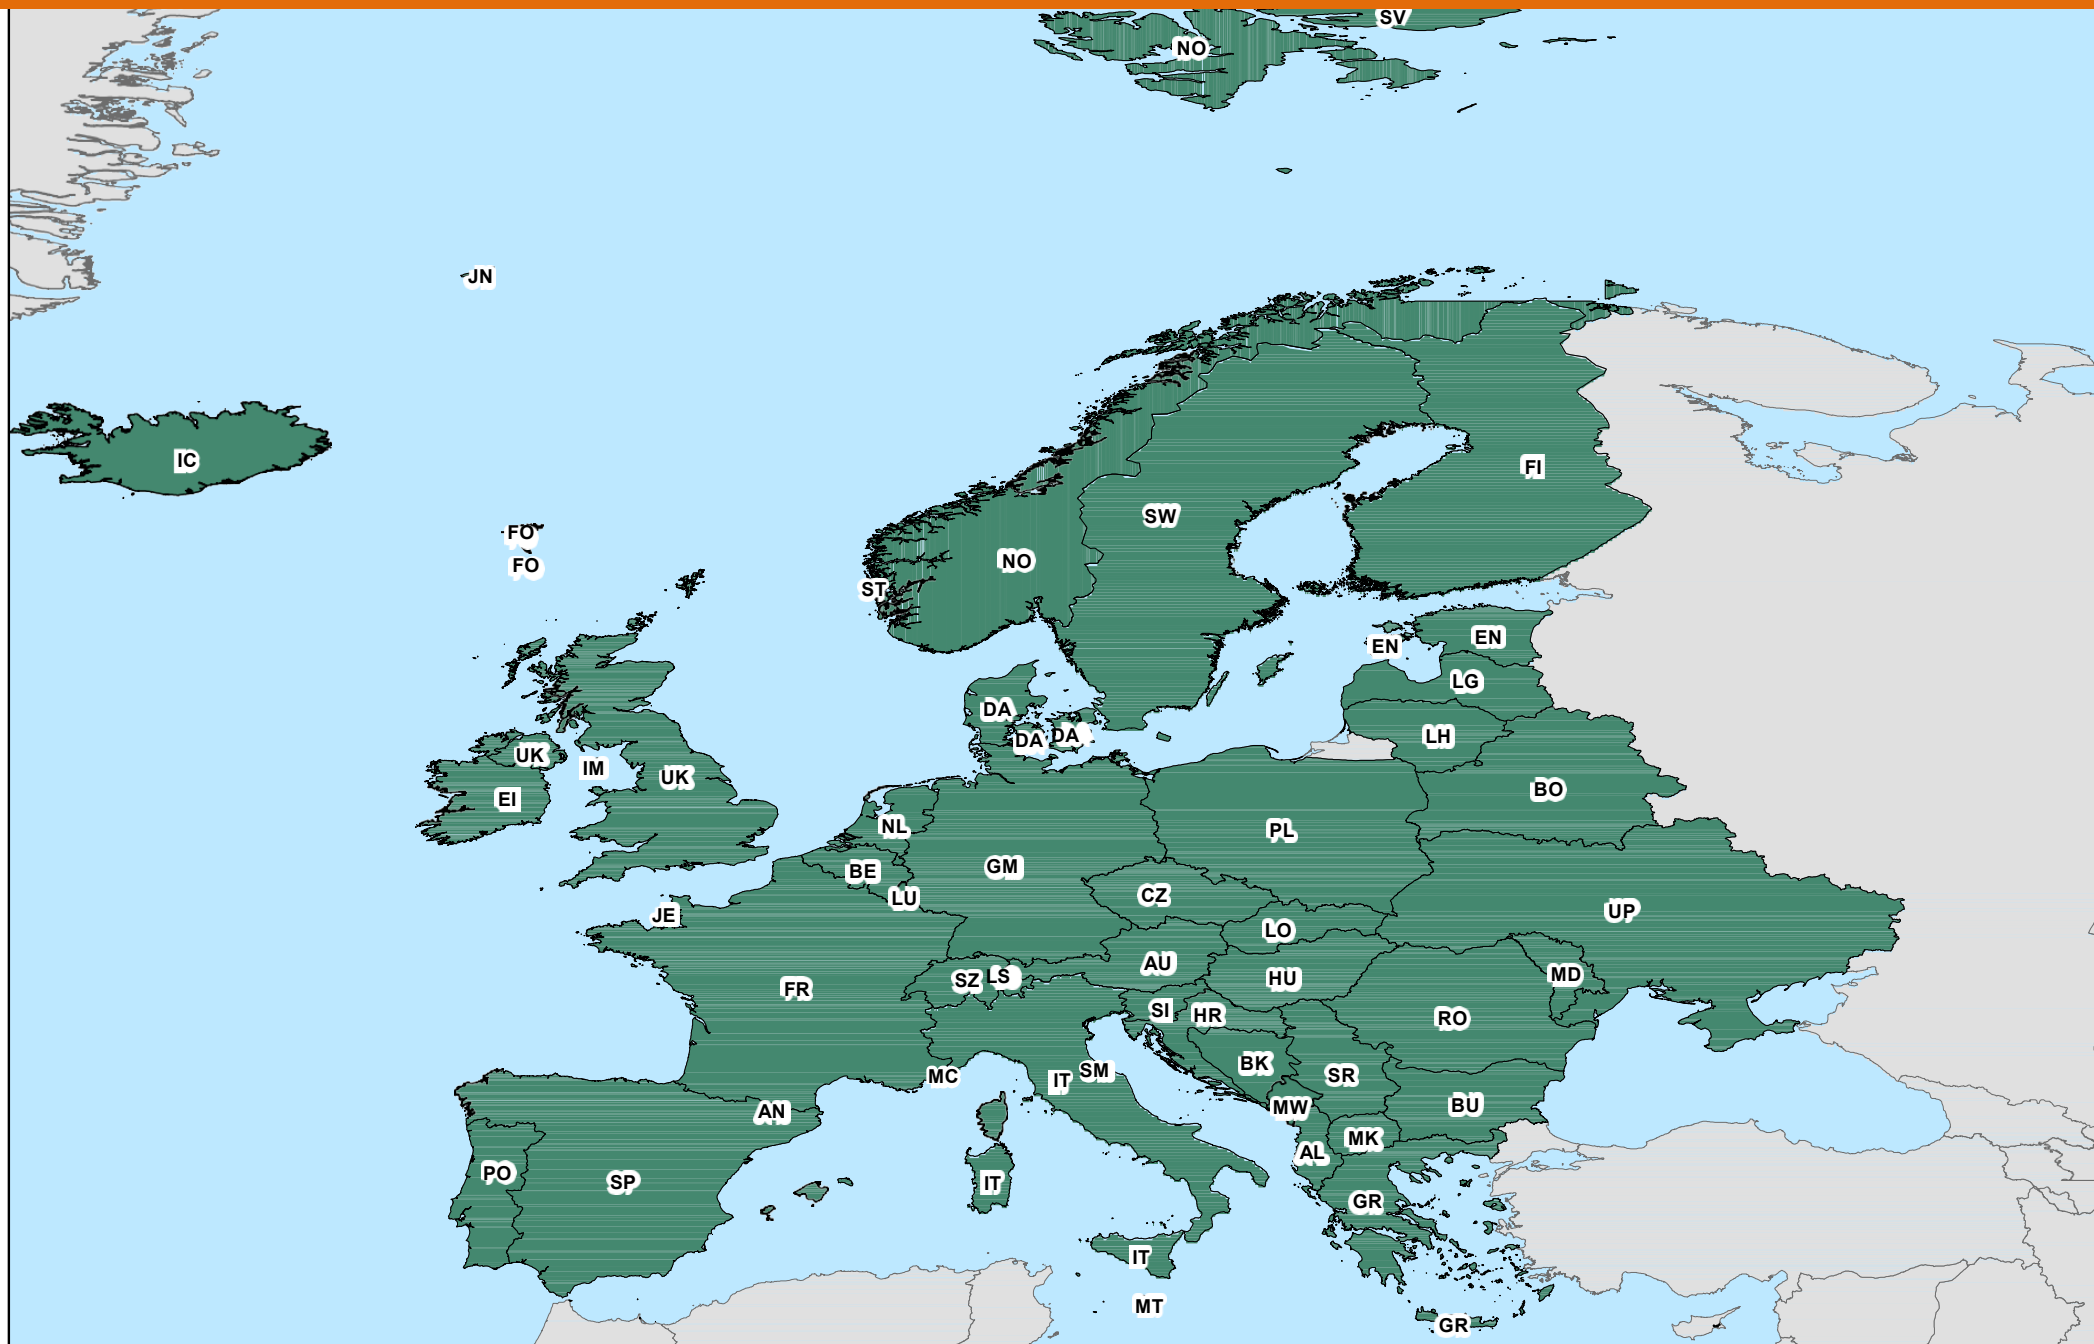 SV
NO
JN
IC
FI
SW
FO
NO
FO
ST
EN
EN
LG
DA
DA
DA
LH
UK
IM
UK
BO
EI
NL
PL
GM
BE
CZ
LU
UP
JE
LO
AU
MD
SZ
LS
HU
FR
SI
HR
RO
BK
SM
SR
MC
IT
BU
MW
AN
MK
AL
PO
SP
IT
GR
IT
MT
GR